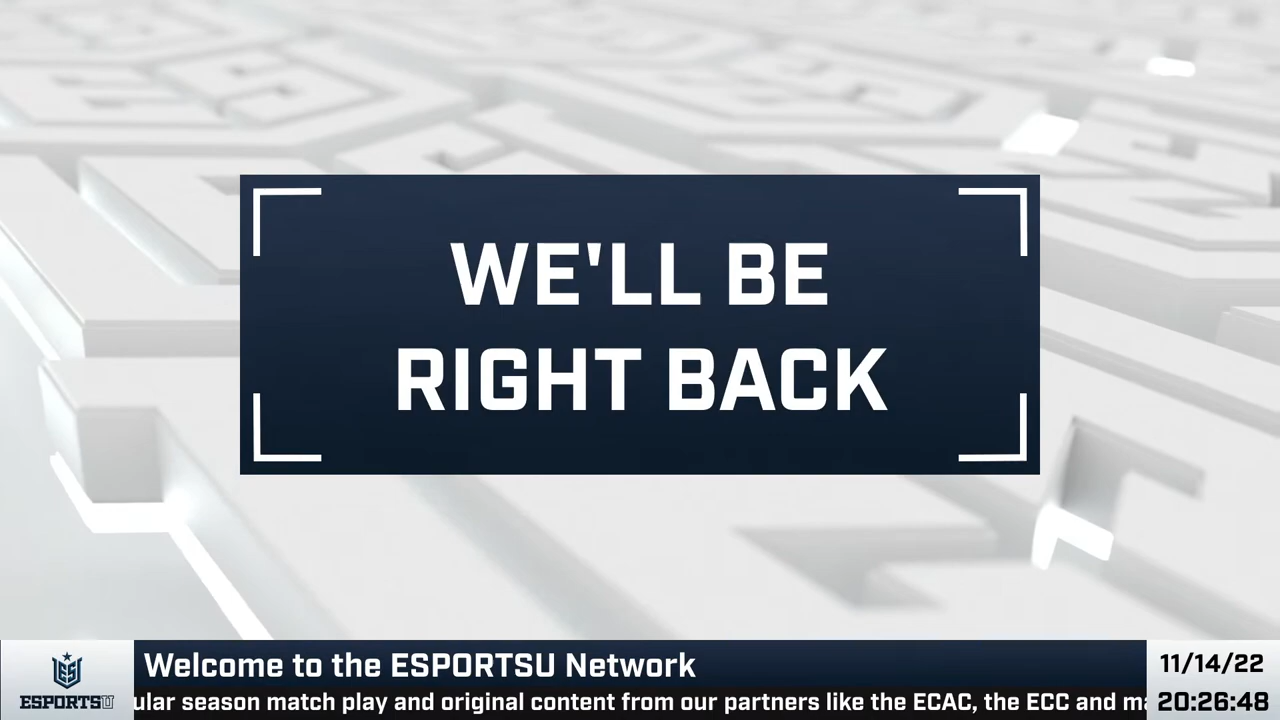 WE'LL BE
RIGHT BACK
Welcome to the ESPORTSU Network
11/14/22
ESPORTSU
season match play and original content from our partners like the ECAC, the ECC and
20:26:48